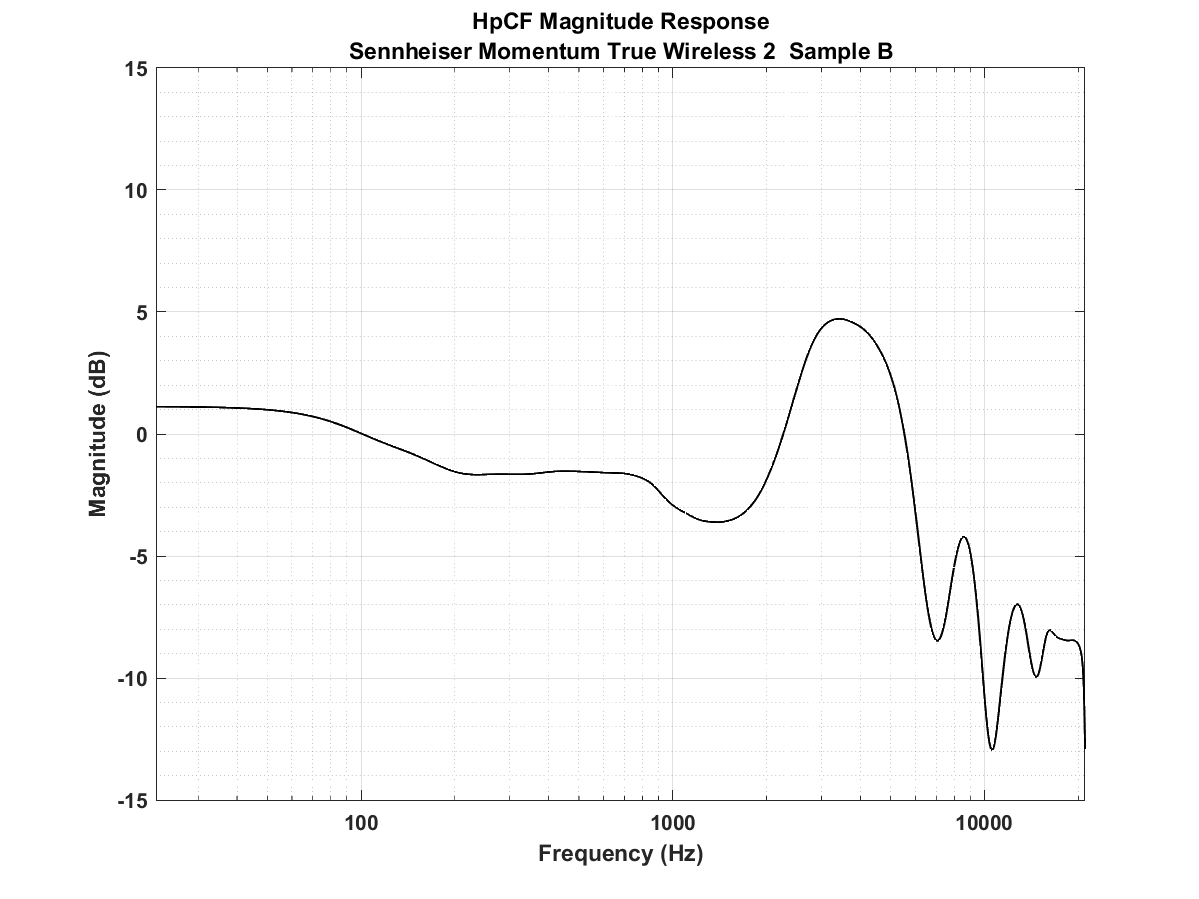 HpCF Magnitude Response
Sennheiser Momentum True Wireless 2  Sample B
15
10
5
0
-5
-10
-15
Magnitude (dB)
100
1000
10000
Frequency (Hz)